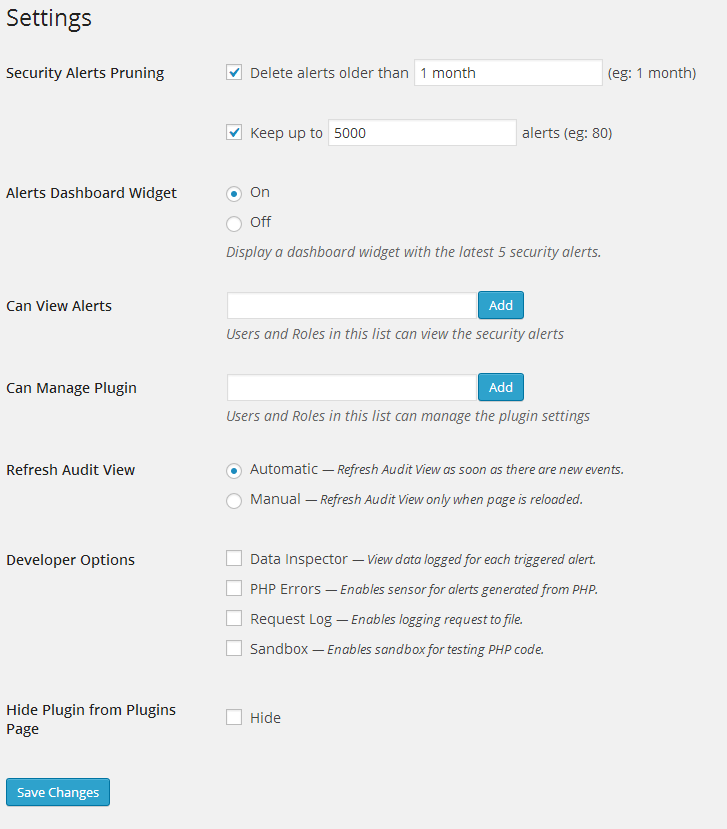 Settings
Security Alerts Pruning
Delete alerts older than 1 month (eg: 1 month)
Keep up to 5000 alerts (eg: 80)
Alerts Dashboard Widget
On
Off
Display a dashboard widget with the latest 5 security alerts.
Can View Alerts
Add
Users and Roles in this list can view the security alerts
Can Manage Plugin
Add
Users and Roles in this list can manage the plugin settings
Refresh Audit View
Automatic — Refresh Audit View as soon as there are new events.
Manual — Refresh Audit View only when page is reloaded.
Developer Options
Data Inspector — View data logged for each triggered alert.
PHP Errors — Enables sensor for alerts generated from PHP.
Request Log — Enables logging request to file.
Sandbox — Enables sandbox for testing PHP code.
Hide Plugin from Plugins
Page
Hide
Save Changes